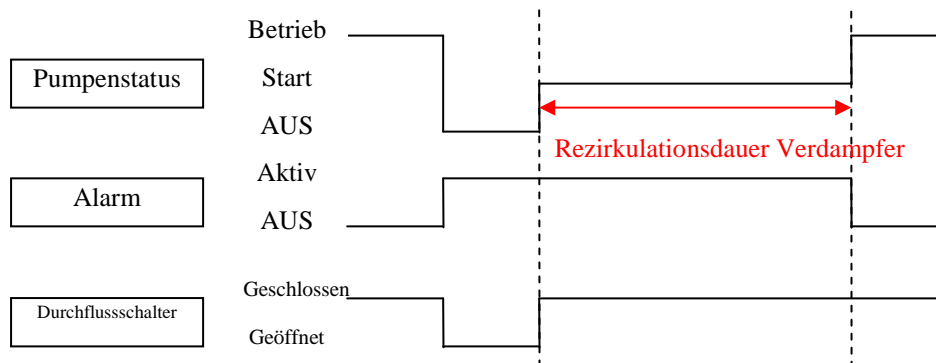 Betrieb
Pumpenstatus
Start
AUS
Rezirkulationsdauer Verdampfer
Aktiv
Alarm
AUS
Geschlossen
Durchflussschalter
Geöffnet